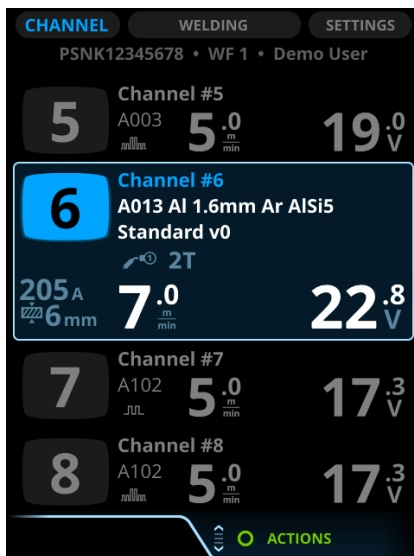 CHANNEL WELDING SETTINGS
PSNK12345678 • WF 1 • Demo User
5 Channel #5
A003 5.0 m/min 19.0 V
6 Channel #6
A013 Al 1.6mm Ar AlSi5
Standard v0
1 2T
205 A
6 mm 7.0 m/min 22.8 V
7 Channel #7
A102 5.0 m/min 17.3 V
8 Channel #8
A102 5.0 m/min 17.3 V
ACTIONS